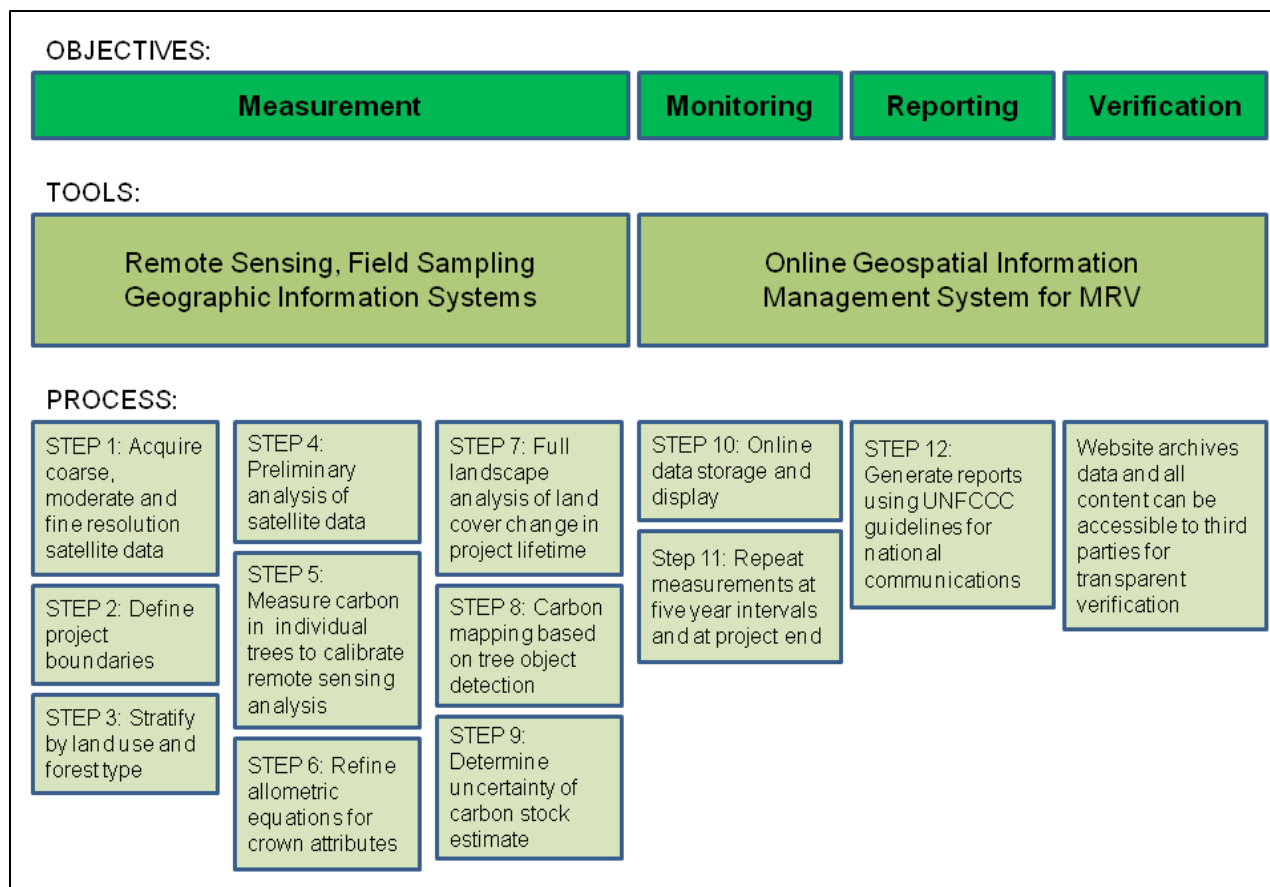 OBJECTIVES:
Measurement
Monitoring
Reporting
Verification
TOOLS:
Remote Sensing, Field Sampling
Geographic Information Systems
Online Geospatial Information
Management System for MRV
PROCESS:
STEP 1: Acquire
coarse,
moderate and
fine resolution
satellite data
STEP 2: Define
project
boundaries
STEP 3: Stratify
by land use and
forest type
STEP 4:
Preliminary
analysis of
satellite data
STEP 5:
Measure carbon
in individual
trees to calibrate
remote sensing
analysis
STEP 6: Refine
allometric
equations for
crown attributes
STEP 7: Full
landscape
analysis of land
cover change in
project lifetime
STEP 8: Carbon
mapping based
on tree object
detection
STEP 9:
Determine
uncertainty of
carbon stock
estimate
STEP 10: Online
data storage and
display
Step 11: Repeat
measurements at
five year intervals
and at project end
STEP 12:
Generate reports
using UNFCCC
guidelines for
national
communications
Website archives
data and all
content can be
accessible to third
parties for
transparent
verification